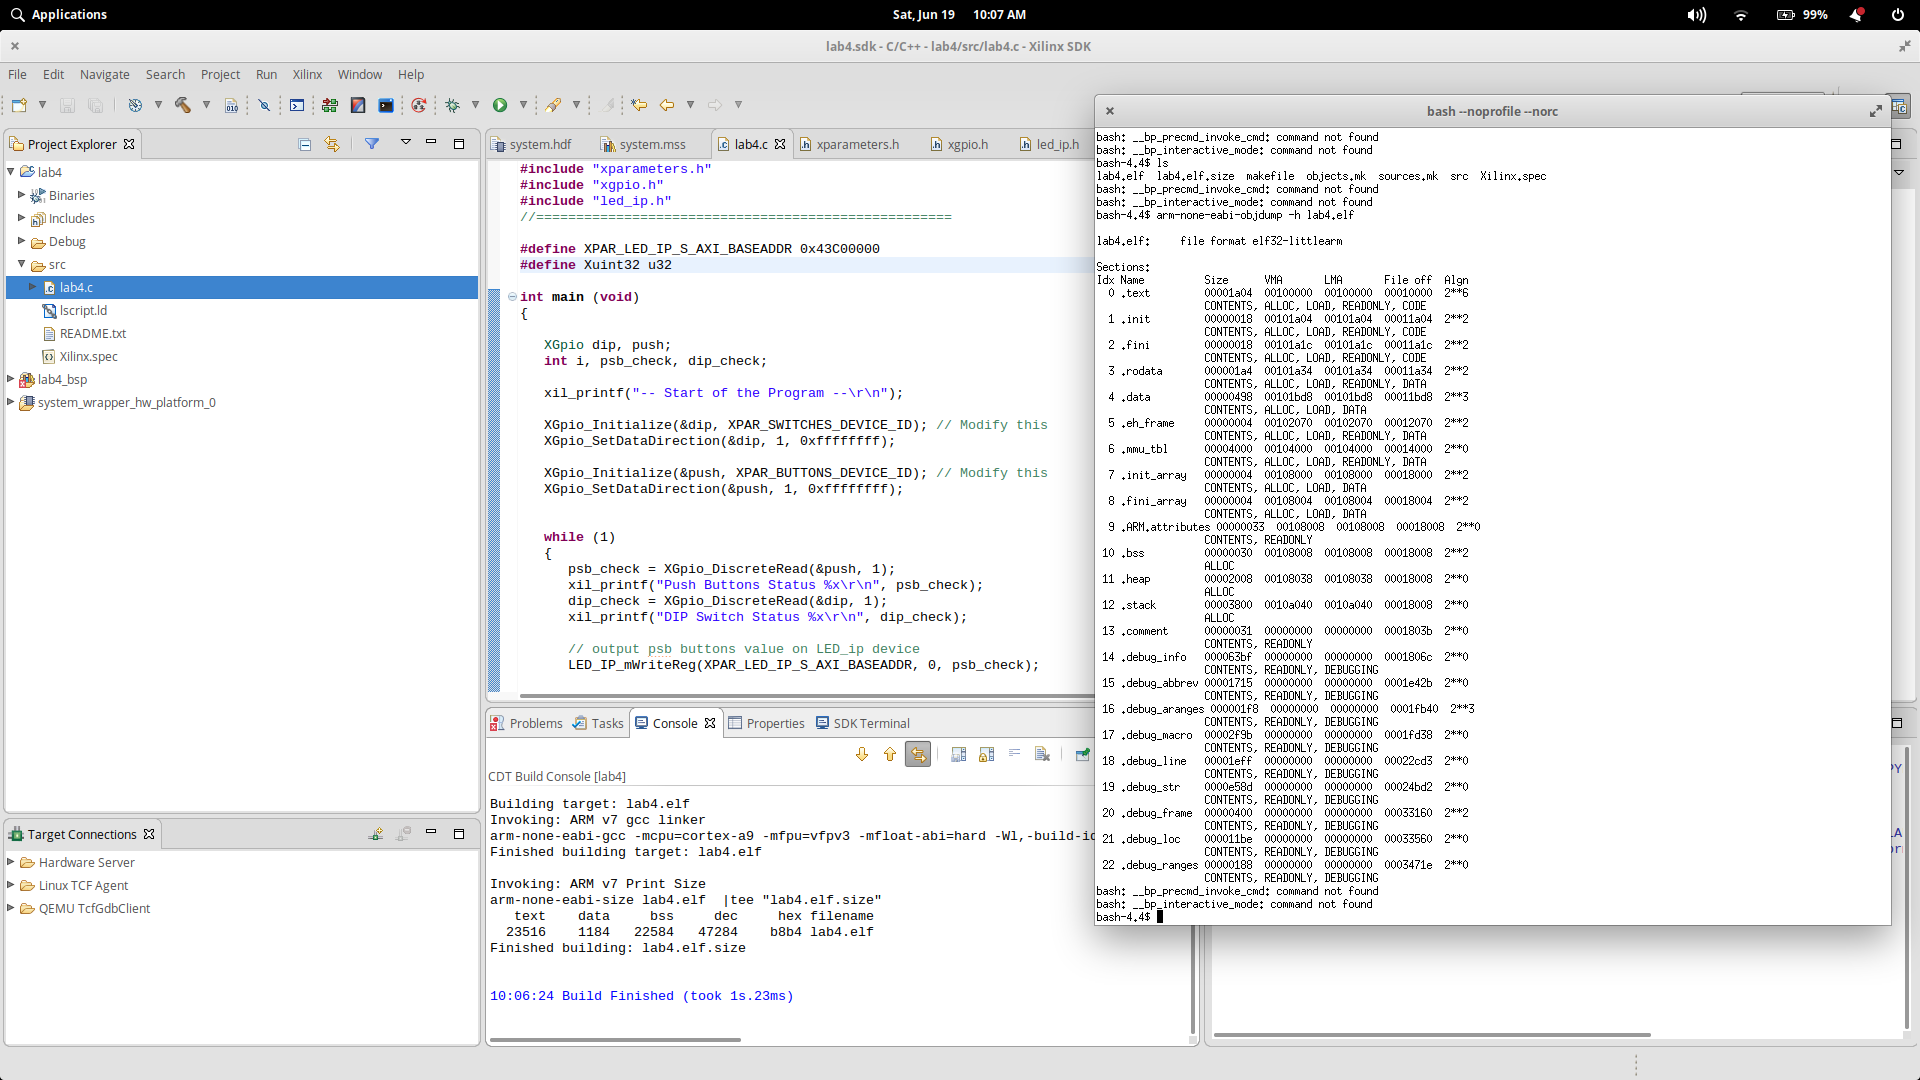 Applications
Sat, Jun 19 10:07 AM
99%
lab4.sdk - C/C++ - lab4/src/lab4.c - Xilinx SDK
File Edit Navigate Search Project Run Xilinx Window Help
Project Explorer
lab4
Binaries
Includes
Debug
src
lab4.c
lscript.ld
README.txt
Xilinx.spec
lab4_bsp
system_wrapper_hw_platform_0
Target Connections
Hardware Server
Linux TCF Agent
QEMU TcfGdbClient
system.hdf system.mss lab4.c xparameters.h xgpio.h led_ip.h
#include "xparameters.h"
#include "xgpio.h"
#include "led_ip.h"
//====================================================
#define XPAR_LED_IP_S_AXI_BASEADDR 0x43C00000
#define Xuint32 u32
int main (void)
{
XGpio dip, push;
int i, psb_check, dip_check;
xil_printf("-- Start of the Program --\r\n");
XGpio_Initialize(&dip, XPAR_SWITCHES_DEVICE_ID); // Modify this
XGpio_SetDataDirection(&dip, 1, 0xffffffff);
XGpio_Initialize(&push, XPAR_BUTTONS_DEVICE_ID); // Modify this
XGpio_SetDataDirection(&push, 1, 0xffffffff);
while (1)
{
psb_check = XGpio_DiscreteRead(&push, 1);
xil_printf("Push Buttons Status %x\r\n", psb_check);
dip_check = XGpio_DiscreteRead(&dip, 1);
xil_printf("DIP Switch Status %x\r\n", dip_check);
// output psb buttons value on LED_ip device
LED_IP_mWriteReg(XPAR_LED_IP_S_AXI_BASEADDR, 0, psb_check);
Problems Tasks Console Properties SDK Terminal
CDT Build Console [lab4]
Building target: lab4.elf
Invoking: ARM v7 gcc linker
arm-none-eabi-gcc -mcpu=cortex-a9 -mfpu=vfpv3 -mfloat-abi=hard -Wl,-build-id
Finished building target: lab4.elf
Invoking: ARM v7 Print Size
arm-none-eabi-size lab4.elf |tee "lab4.elf.size"
text data bss dec hex filename
23516 1184 22584 47284 b8b4 lab4.elf
Finished building: lab4.elf.size
10:06:24 Build Finished (took 1s.23ms)
bash --noprofile --norc
bash: __bp_precmd_invoke_cmd: command not found
bash: __bp_interactive_mode: command not found
bash-4.4$ ls
lab4.elf lab4.elf.size makefile objects.mk sources.mk src Xilinx.spec
bash: __bp_precmd_invoke_cmd: command not found
bash: __bp_interactive_mode: command not found
bash-4.4$ arm-none-eabi-objdump -h lab4.elf
lab4.elf: file format elf32-littlearm
Sections:
Idx Name Size VMA LMA File off Algn
0 .text 00001a04 00100000 00100000 00010000 2**6
CONTENTS, ALLOC, LOAD, READONLY, CODE
1 .init 00000018 00101a04 00101a04 00011a04 2**2
CONTENTS, ALLOC, LOAD, READONLY, CODE
2 .fini 00000018 00101a1c 00101a1c 00011a1c 2**2
CONTENTS, ALLOC, LOAD, READONLY, CODE
3 .rodata 000001a4 00101a34 00101a34 00011a34 2**2
CONTENTS, ALLOC, LOAD, READONLY, DATA
4 .data 00000498 00101bd8 00101bd8 00011bd8 2**3
CONTENTS, ALLOC, LOAD, DATA
5 .eh_frame 00000004 00102070 00102070 00012070 2**2
CONTENTS, ALLOC, LOAD, READONLY, DATA
6 .mmu_tbl 00004000 00104000 00104000 00014000 2**0
CONTENTS, ALLOC, LOAD, READONLY, DATA
7 .init_array 00000004 00108000 00108000 00018000 2**2
CONTENTS, ALLOC, LOAD, DATA
8 .fini_array 00000004 00108004 00108004 00018004 2**2
CONTENTS, ALLOC, LOAD, DATA
9 .ARM.attributes 00000033 00108008 00108008 00018008 2**0
CONTENTS, READONLY
10 .bss 00000030 00108008 00108008 00018008 2**2
ALLOC
11 .heap 00002008 00108038 00108038 00018008 2**0
ALLOC
12 .stack 00003800 0010a040 0010a040 00018008 2**0
ALLOC
13 .comment 00000031 00000000 00000000 0001803b 2**0
CONTENTS, READONLY
14 .debug_info 000063bf 00000000 00000000 0001806c 2**0
CONTENTS, READONLY, DEBUGGING
15 .debug_abbrev 00001715 00000000 00000000 0001e42b 2**0
CONTENTS, READONLY, DEBUGGING
16 .debug_aranges 000001f8 00000000 00000000 0001fb40 2**3
CONTENTS, READONLY, DEBUGGING
17 .debug_macro 00002f9b 00000000 00000000 0001fd38 2**0
CONTENTS, READONLY, DEBUGGING
18 .debug_line 00001eff 00000000 00000000 00022cd3 2**0
CONTENTS, READONLY, DEBUGGING
19 .debug_str 0000e58d 00000000 00000000 00024bd2 2**0
CONTENTS, READONLY, DEBUGGING
20 .debug_frame 00000400 00000000 00000000 00033160 2**2
CONTENTS, READONLY, DEBUGGING
21 .debug_loc 000011be 00000000 00000000 00033560 2**0
CONTENTS, READONLY, DEBUGGING
22 .debug_ranges 00000188 00000000 00000000 0003471e 2**0
CONTENTS, READONLY, DEBUGGING
bash: __bp_precmd_invoke_cmd: command not found
bash: __bp_interactive_mode: command not found
bash-4.4$